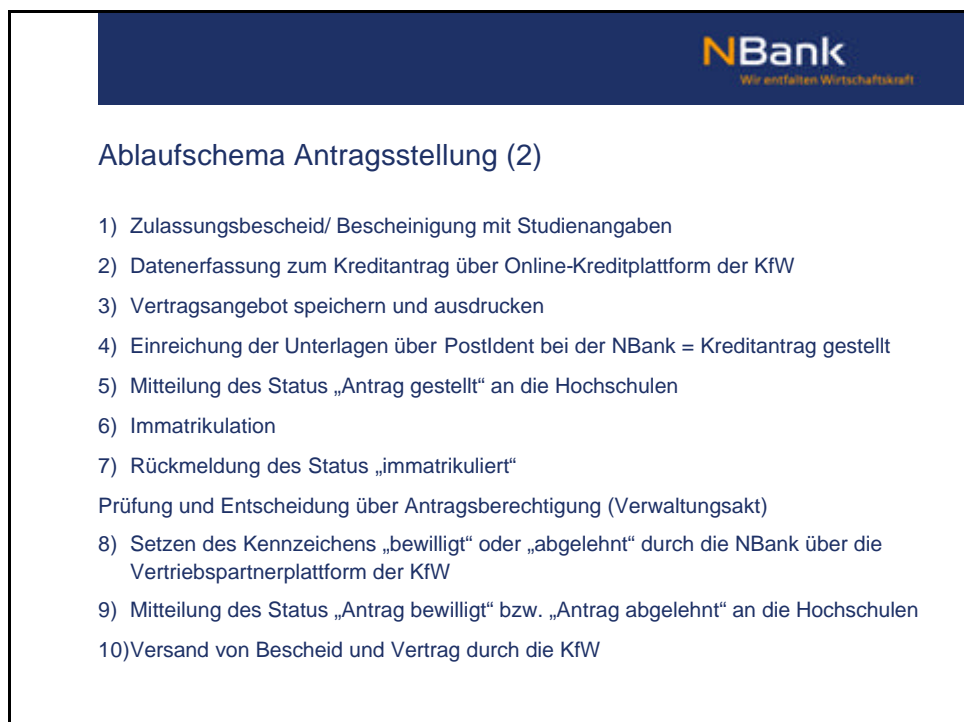 NBank
Wir entfalten Wirtschaftskraft
Ablaufschema Antragsstellung (2)
1) Zulassungsbescheid/ Bescheinigung mit Studienangaben
2) Datenerfassung zum Kreditantrag über Online-Kreditplattform der KfW
3) Vertragsangebot speichern und ausdrucken
4) Einreichung der Unterlagen über PostIdent bei der NBank = Kreditantrag gestellt
5) Mitteilung des Status „Antrag gestellt“ an die Hochschulen
6) Immatrikulation
7) Rückmeldung des Status „immatrikuliert“
Prüfung und Entscheidung über Antragsberechtigung (Verwaltungsakt)
8) Setzen des Kennzeichens „bewilligt“ oder „abgelehnt“ durch die NBank über die
Vertriebspartnerplattform der KfW
9) Mitteilung des Status „Antrag bewilligt“ bzw. „Antrag abgelehnt“ an die Hochschulen
10)Versand von Bescheid und Vertrag durch die KfW